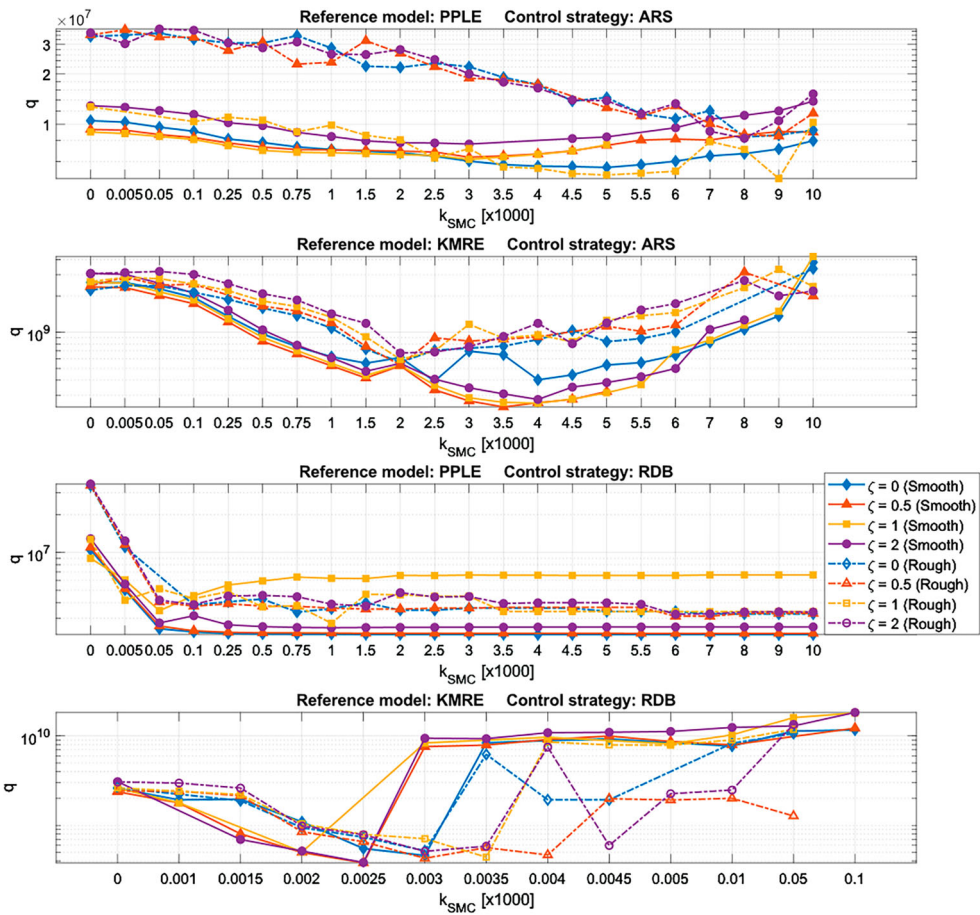 Reference model: PPLE Control strategy: ARS
×10⁷
3
2
1
q
0 0.005 0.05 0.1 0.25 0.5 0.75 1 1.5 2 2.5 3 3.5 4 4.5 5 5.5 6 7 8 9 10
k_SMC [x1000]
Reference model: KMRE Control strategy: ARS
10⁹
q
0 0.005 0.05 0.1 0.25 0.5 0.75 1 1.5 2 2.5 3 3.5 4 4.5 5 5.5 6 7 8 9 10
k_SMC [x1000]
Reference model: PPLE Control strategy: RDB
10⁷
q
0 0.005 0.05 0.1 0.25 0.5 0.75 1 1.5 2 2.5 3 3.5 4 4.5 5 5.5 6 7 8 9 10
k_SMC [x1000]
ζ = 0 (Smooth)
ζ = 0.5 (Smooth)
ζ = 1 (Smooth)
ζ = 2 (Smooth)
ζ = 0 (Rough)
ζ = 0.5 (Rough)
ζ = 1 (Rough)
ζ = 2 (Rough)
Reference model: KMRE Control strategy: RDB
10¹⁰
q
0 0.001 0.0015 0.002 0.0025 0.003 0.0035 0.004 0.0045 0.005 0.01 0.05 0.1
k_SMC [x1000]